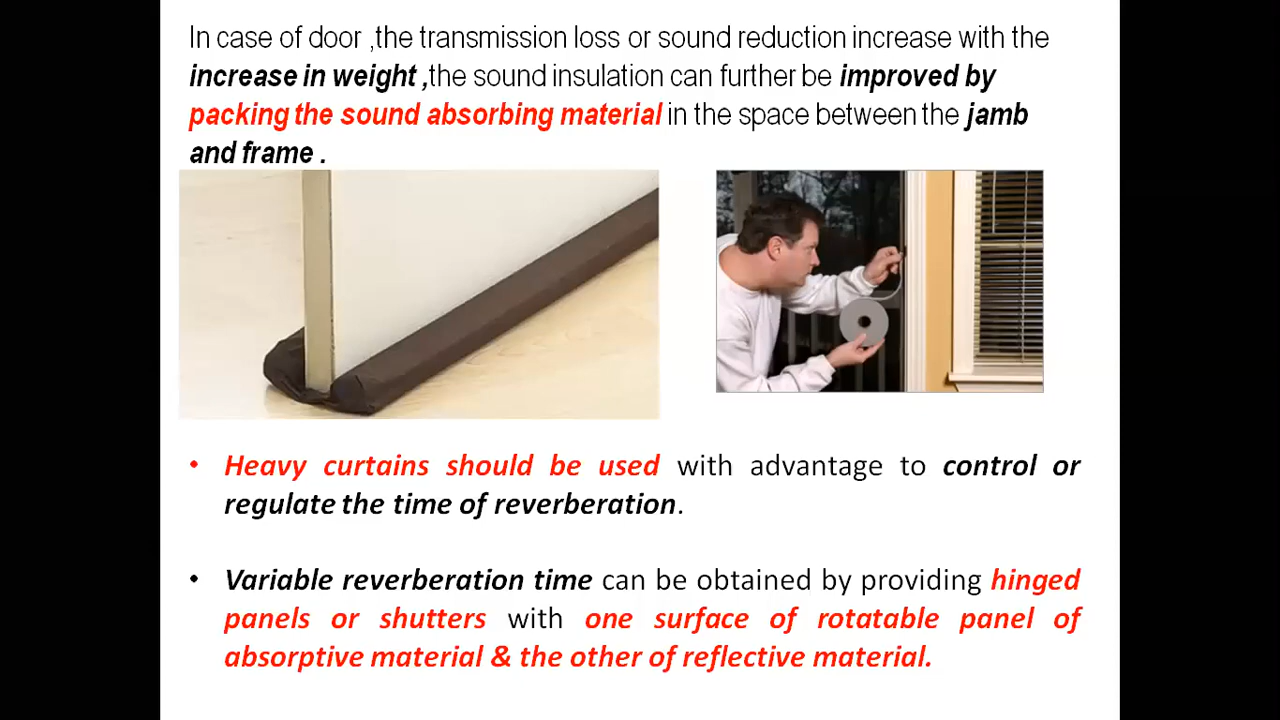 In case of door ,the transmission loss or sound reduction increase with the
increase in weight ,the sound insulation can further be improved by
packing the sound absorbing material in the space between the jamb
and frame .
• Heavy curtains should be used with advantage to control or
regulate the time of reverberation.
• Variable reverberation time can be obtained by providing hinged
panels or shutters with one surface of rotatable panel of
absorptive material & the other of reflective material.